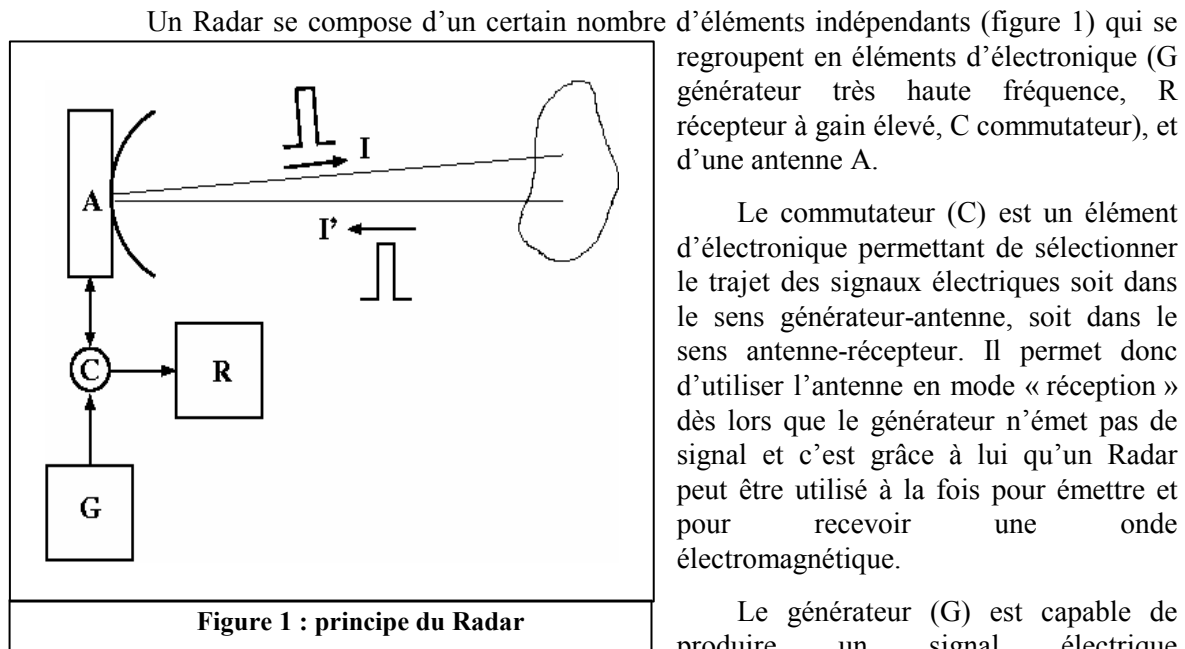 Un Radar se compose d’un certain nombre d’éléments indépendants (figure 1) qui se
regroupent en éléments d’électronique (G
générateur très haute fréquence, R
récepteur à gain élevé, C commutateur), et
d’une antenne A.
I
A
I’
C
R
G
Figure 1 : principe du Radar
Le commutateur (C) est un élément
d’électronique permettant de sélectionner
le trajet des signaux électriques soit dans
le sens générateur-antenne, soit dans le
sens antenne-récepteur. Il permet donc
d’utiliser l’antenne en mode « réception »
dès lors que le générateur n’émet pas de
signal et c’est grâce à lui qu’un Radar
peut être utilisé à la fois pour émettre et
pour recevoir une onde
électromagnétique.
Le générateur (G) est capable de
produire un signal électrique